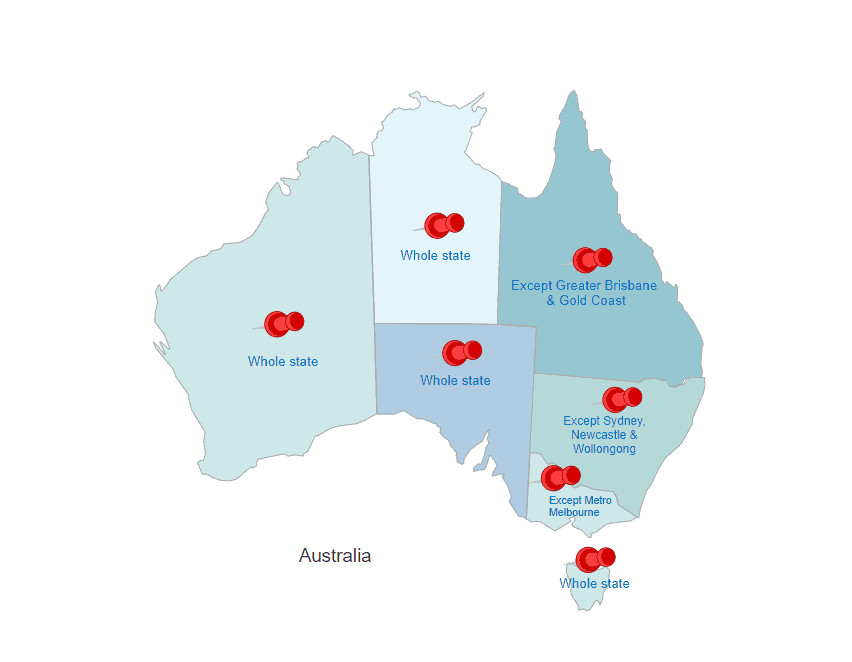 Whole state
Except Greater Brisbane
& Gold Coast
Whole state
Whole state
Except Sydney,
Newcastle &
Wollongong
Except Metro
Melbourne
Australia
Whole state